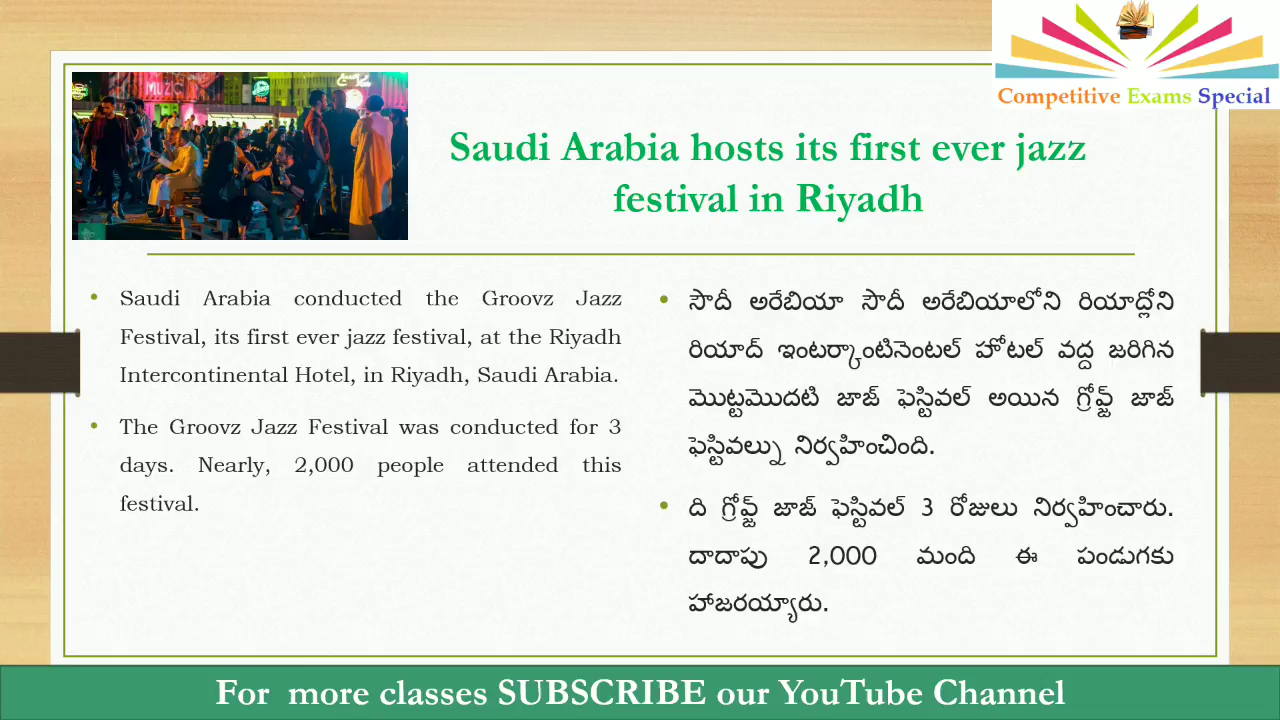 MUZIC
Competitive Exams Special
Saudi Arabia hosts its first ever jazz
festival in Riyadh
• Saudi Arabia conducted the Groovz Jazz
Festival, its first ever jazz festival, at the Riyadh
Intercontinental Hotel, in Riyadh, Saudi Arabia.
• The Groovz Jazz Festival was conducted for 3
days. Nearly, 2,000 people attended this
festival.
• సౌదీ అరేబియా సౌదీ అరేబియాలోని రియాద్లోని
రియాద్ ఇంటర్కాంటినెంటల్ హోటల్ వద్ద జరిగిన
మొట్టమొదటి జాజ్ ఫెస్టివల్ అయిన గ్రోవ్జ్ జాజ్
ఫెస్టివల్ను నిర్వహించింది.
• ది గ్రోవ్జ్ జాజ్ ఫెస్టివల్ 3 రోజులు నిర్వహించారు.
దాదాపు 2,000 మంది ఈ పండుగకు
హాజరయ్యారు.
For more classes SUBSCRIBE our YouTube Channel